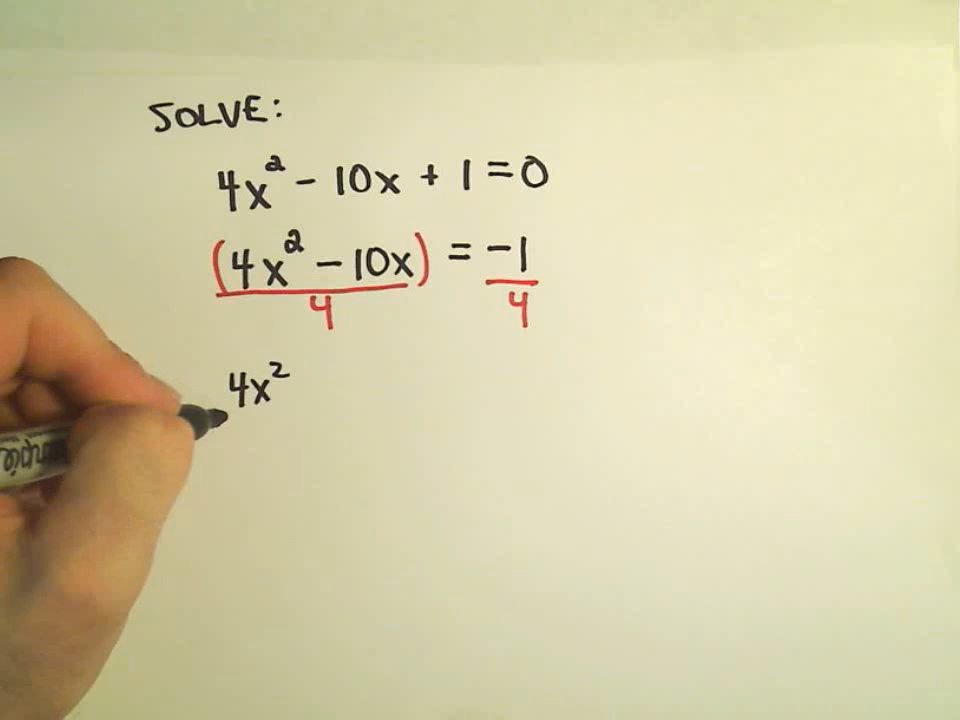 SOLVE:
4x² - 10x + 1 = 0
(4x² - 10x) = -1
4 4
4x²